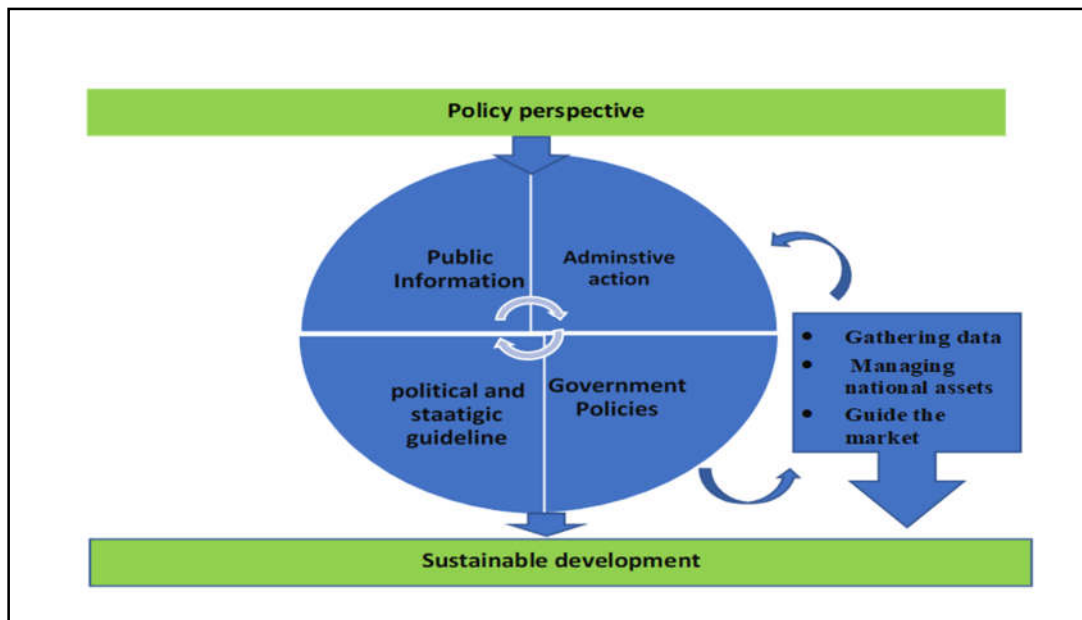 Policy perspective
Public
Information
Adminstive
action
political and
staatigic
guideline
Government
Policies
• Gathering data
• Managing
national assets
• Guide the
market
Sustainable development